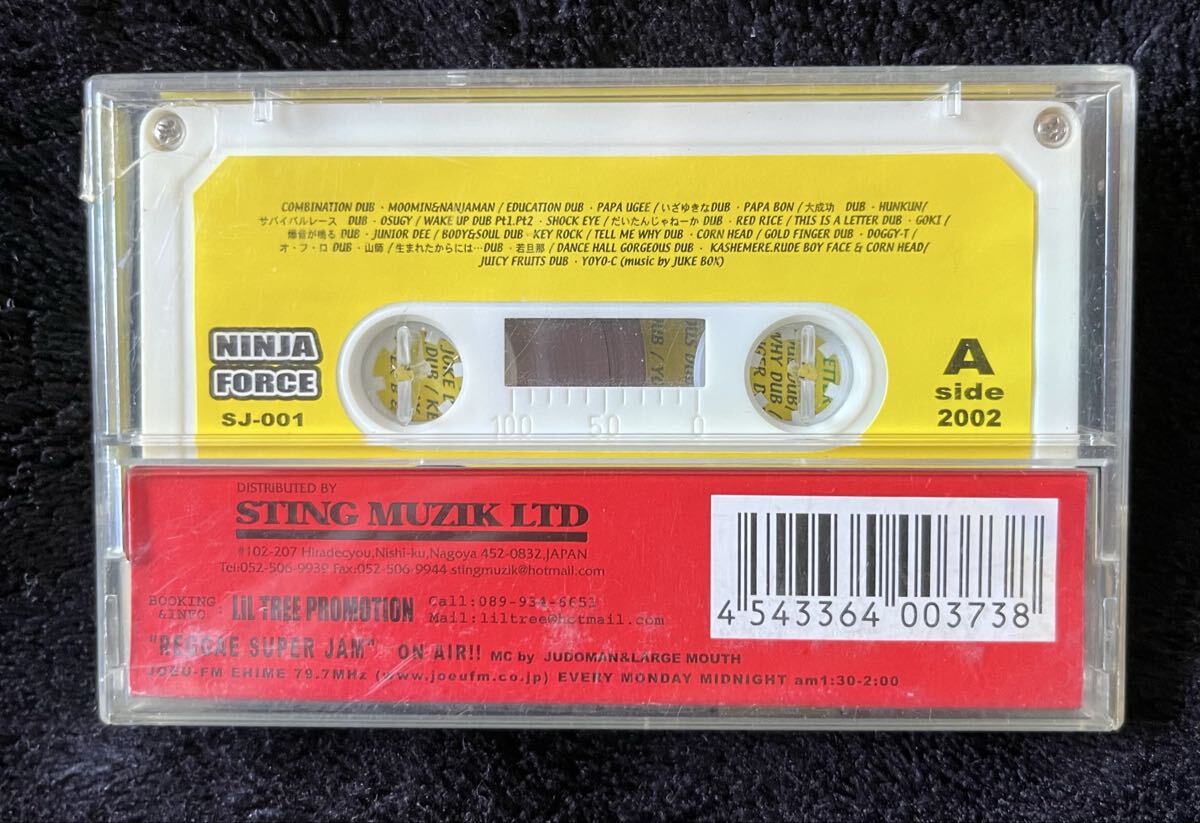 COMBINATION DUB・MOOMIN&NANJAMAN / EDUCATION DUB・PAPA UGEE / いざゆきなDUB・PAPA BON / 大成功 DUB・HUNKUN/
サバイバルレース DUB・OSUGY / WAKE UP DUB Pt1.Pt2・SHOCK EYE / だいたんじゃねーか DUB・RED RICE / THIS IS A LETTER DUB・GOKI /
爆音が鳴る DUB・JUNIOR DEE / BODY&SOUL DUB・KEY ROCK / TELL ME WHY DUB・CORN HEAD / GOLD FINGER DUB・DOGGY-T /
オ・フ・ロ DUB・山師 / 生まれたからには…DUB・若旦那 / DANCE HALL GORGEOUS DUB・KASHEMERE.RUDE BOY FACE & CORN HEAD/
JUICY FRUITS DUB・YOYO-C (music by JUKE BOX)
NINJA
FORCE
SJ-001
A
side
2002
100 50 0
DISTRIBUTED BY
STING MUZIK LTD
#102-207 Hiradecyou,Nishi-ku,Nagoya 452-0832,JAPAN
Tel:052-506-9939 Fax:052-506-9944 stingmuzik@hotmail.com
BOOKING &INFO : LIL TREE PROMOTION Call:089-934-6653
Mail:liltree@hotmail.com
"REGGAE SUPER JAM" ON AIR!! MC by JUDOMAN&LARGE MOUTH
JOEU-FM EHIME 79.7MHz (www.joeufm.co.jp) EVERY MONDAY MIDNIGHT am1:30-2:00
4 543364 003738